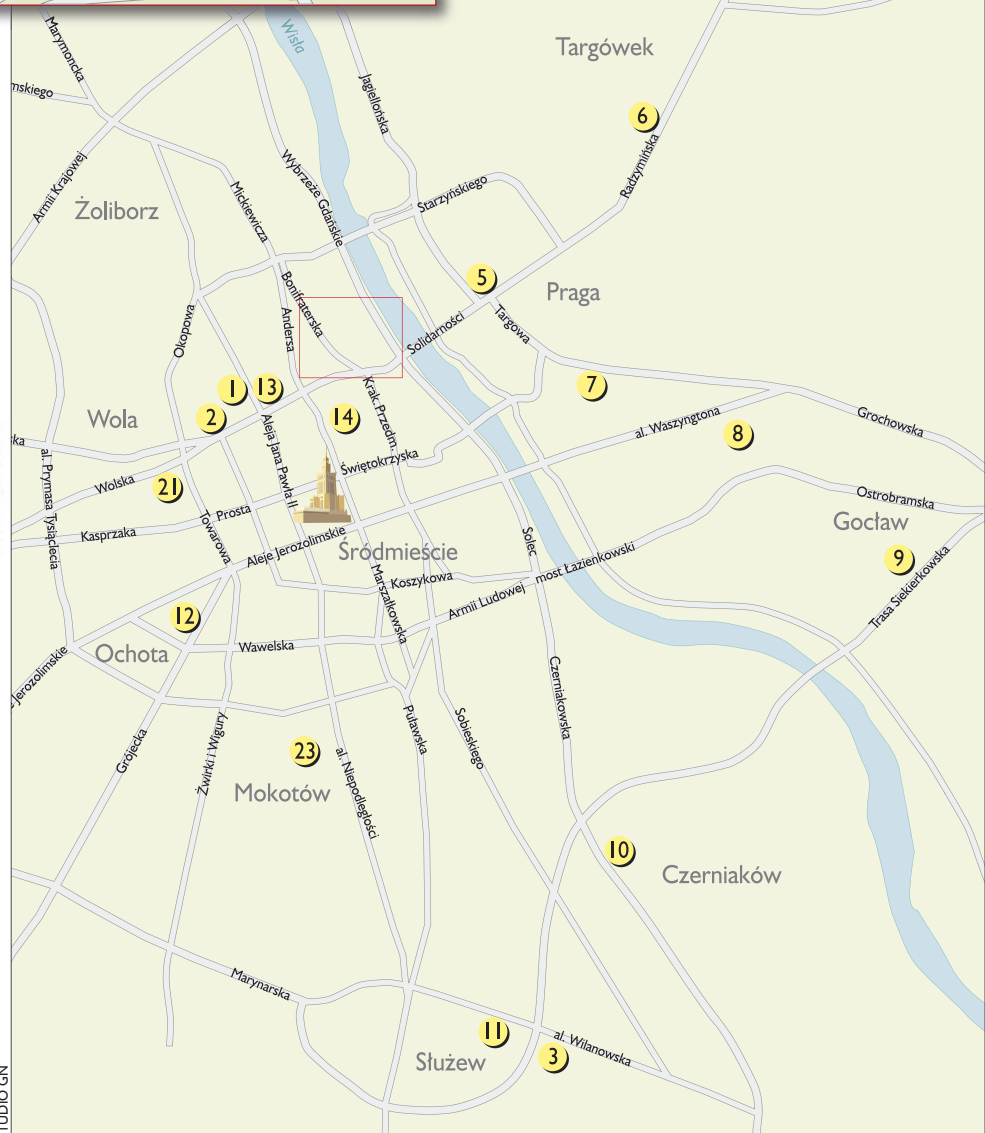 Marymoncka
Wisła
Targówek
Jagiellońska
mskiego
6
Radzymińska
Armii Krajowej
Wybrzeże Gdańskie
Starzyńskiego
Mickiewicza
Żoliborz
5
Praga
Bonifraterska
Andersa
Okopowa
Solidarności
Targowa
1
13
7
Wola
2
14
Krak. Przedm.
al. Waszyngtona
8
Grochowska
ska
al. Prymasa Tysiąclecia
Aleja Jana Pawła II
Świętokrzyska
Wolska
21
Ostrobramska
Prosta
Gocław
Kasprzaka
Towarowa
Aleje Jerozolimskie
Solec
Śródmieście
9
Koszykowa
most Łazienkowski
Marszałkowska
Armii Ludowej
Trasa Siekierkowska
12
Ochota
Wawelska
Jerozolimskie
Czerniakowska
Grójecka
Żwirki i Wigury
Puławska
Sobieskiego
23
al. Niepodległości
Mokotów
10
Czerniaków
Marynarska
11
al. Wilanowska
Służew
3
TUDIO GN